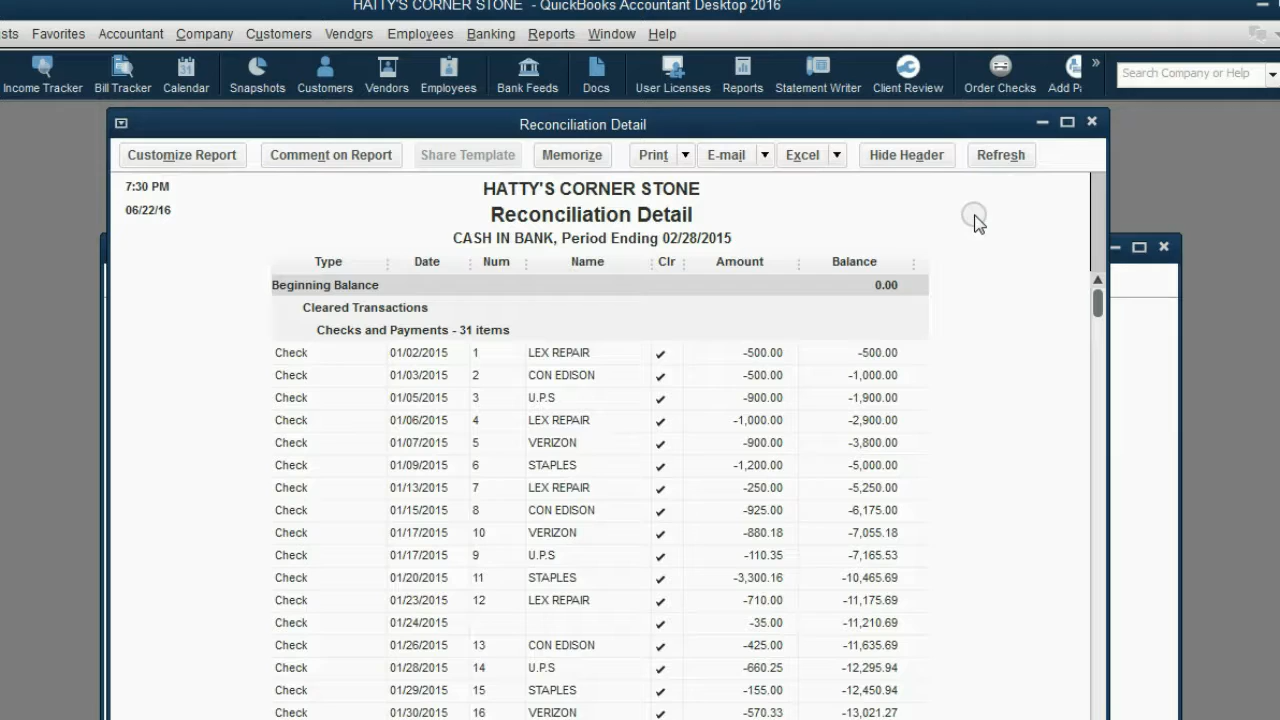 HATTY'S CORNER STONE - QuickBooks Accountant Desktop 2016
sts Favorites Accountant Company Customers Vendors Employees Banking Reports Window Help
Income Tracker Bill Tracker Calendar Snapshots Customers Vendors Employees Bank Feeds Docs User Licenses Reports Statement Writer Client Review Order Checks Add Pa » Search Company or Help
Reconciliation Detail
Customize Report Comment on Report Share Template Memorize Print E-mail Excel Hide Header Refresh
7:30 PM
06/22/16
HATTY'S CORNER STONE
Reconciliation Detail
CASH IN BANK, Period Ending 02/28/2015
Type Date Num Name Clr Amount Balance
Beginning Balance 0.00
Cleared Transactions
Checks and Payments - 31 items
Check 01/02/2015 1 LEX REPAIR ✔ -500.00 -500.00
Check 01/03/2015 2 CON EDISON ✔ -500.00 -1,000.00
Check 01/05/2015 3 U.P.S ✔ -900.00 -1,900.00
Check 01/06/2015 4 LEX REPAIR ✔ -1,000.00 -2,900.00
Check 01/07/2015 5 VERIZON ✔ -900.00 -3,800.00
Check 01/09/2015 6 STAPLES ✔ -1,200.00 -5,000.00
Check 01/13/2015 7 LEX REPAIR ✔ -250.00 -5,250.00
Check 01/15/2015 8 CON EDISON ✔ -925.00 -6,175.00
Check 01/17/2015 10 VERIZON ✔ -880.18 -7,055.18
Check 01/17/2015 9 U.P.S ✔ -110.35 -7,165.53
Check 01/20/2015 11 STAPLES ✔ -3,300.16 -10,465.69
Check 01/23/2015 12 LEX REPAIR ✔ -710.00 -11,175.69
Check 01/24/2015 ✔ -35.00 -11,210.69
Check 01/26/2015 13 CON EDISON ✔ -425.00 -11,635.69
Check 01/28/2015 14 U.P.S ✔ -660.25 -12,295.94
Check 01/29/2015 15 STAPLES ✔ -155.00 -12,450.94
Check 01/30/2015 16 VERIZON ✔ -570.33 -13,021.27